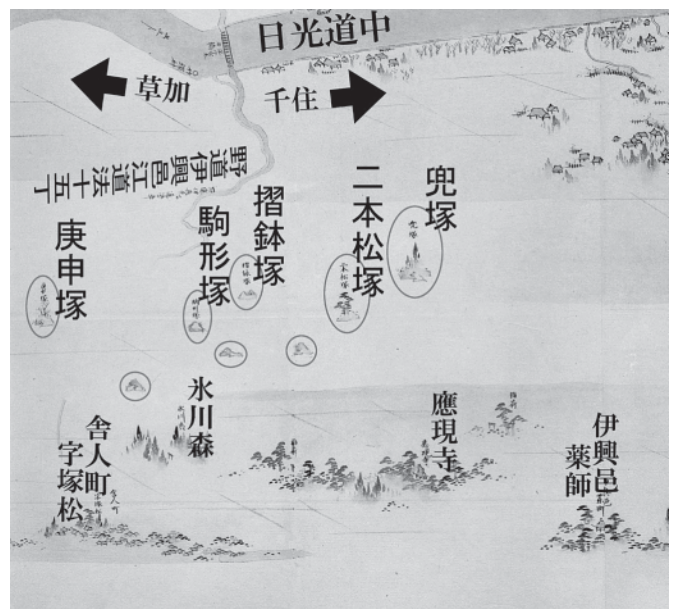 日光道中
草加
千住
野道伊興邑江道法十五丁
兜塚
二本松塚
摺鉢塚
駒形塚
庚申塚
氷川森
應現寺
伊興邑
薬師
舎人町
字塚松